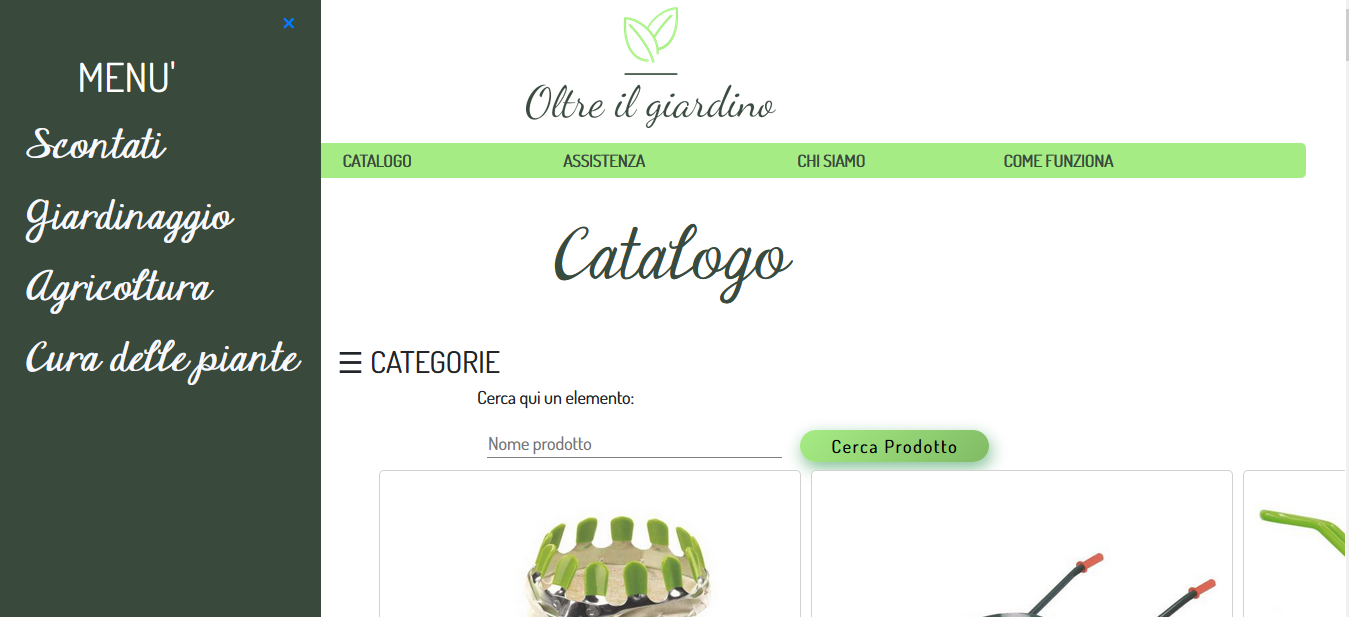 ×
MENU'
Scontati
Giardinaggio
Agricoltura
Cura delle piante
Oltre il giardino
CATALOGO ASSISTENZA CHI SIAMO COME FUNZIONA
Catalogo
☰ CATEGORIE
Cerca qui un elemento:
Nome prodotto Cerca Prodotto